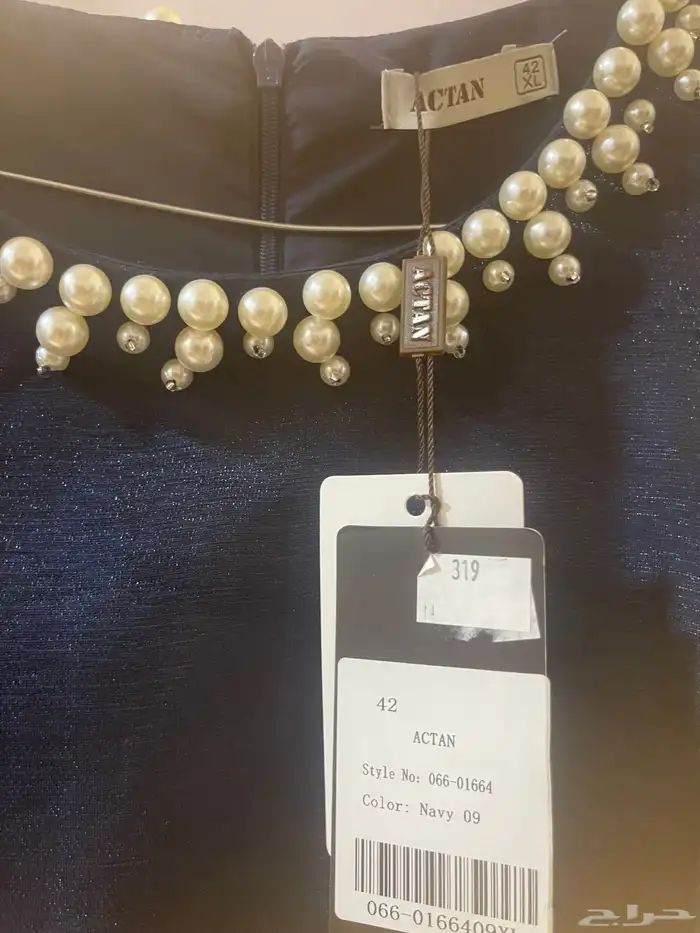 ACTAN
42
XL
ACTAN
319
42
ACTAN
Style No: 066-01664
Color: Navy 09
066-0166409XL
حراج